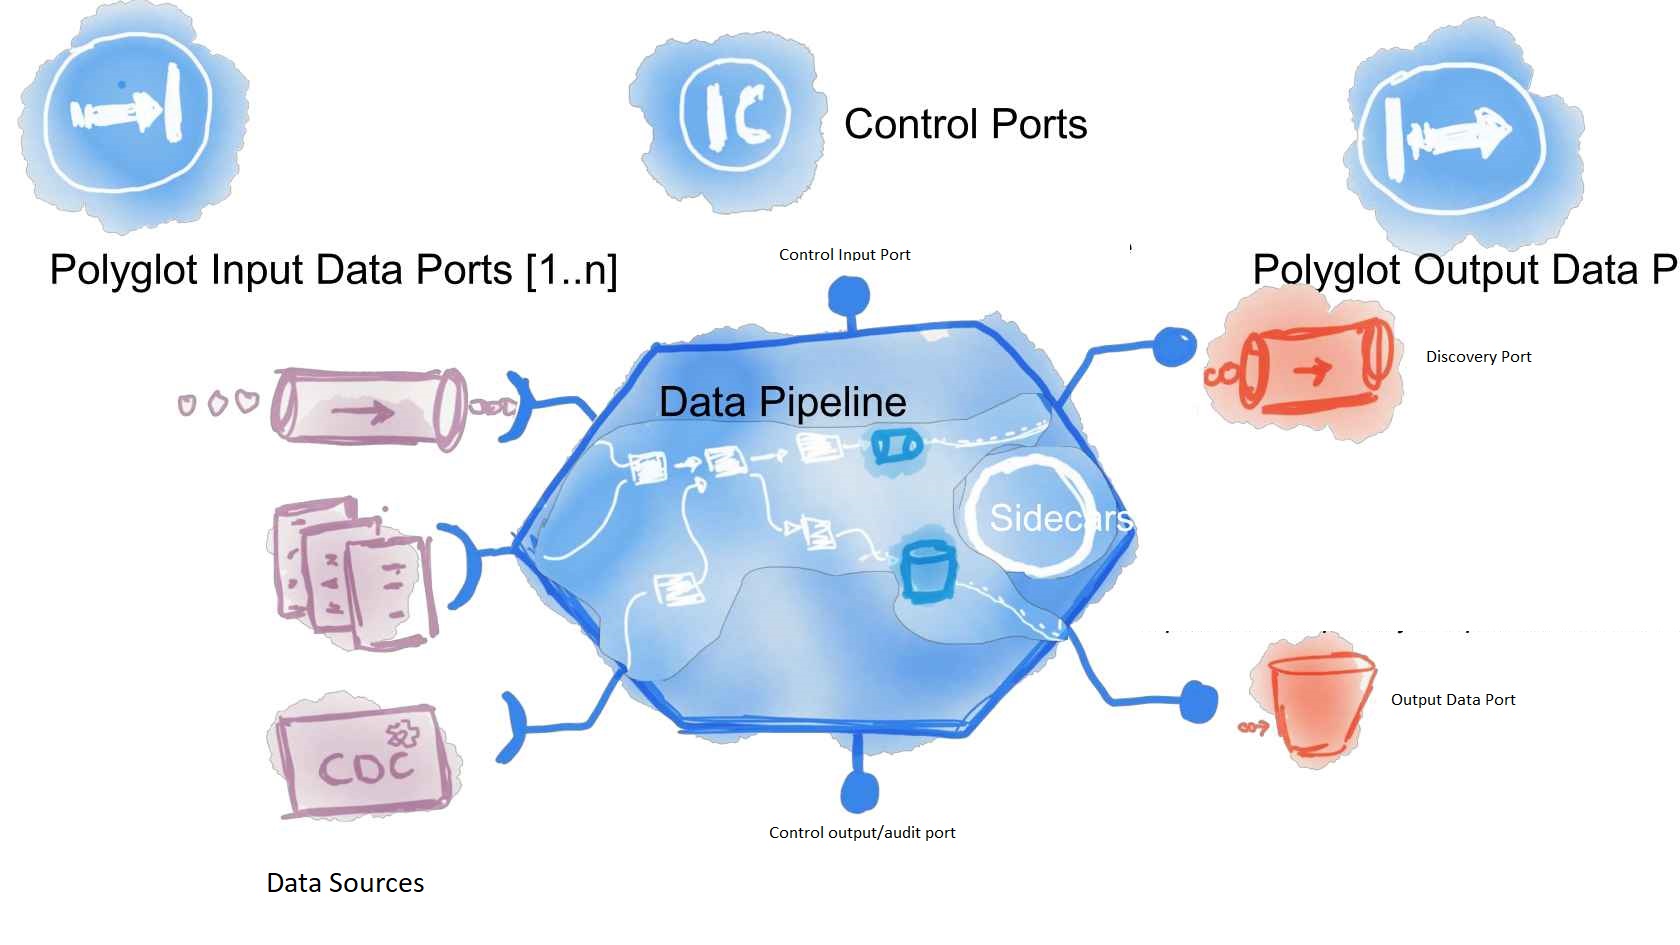 IC
Control Ports
Polyglot Input Data Ports [1..n]
Control Input Port
Polyglot Output Data P
Discovery Port
Data Pipeline
Sidecars
CDC
Output Data Port
Control output/audit port
Data Sources